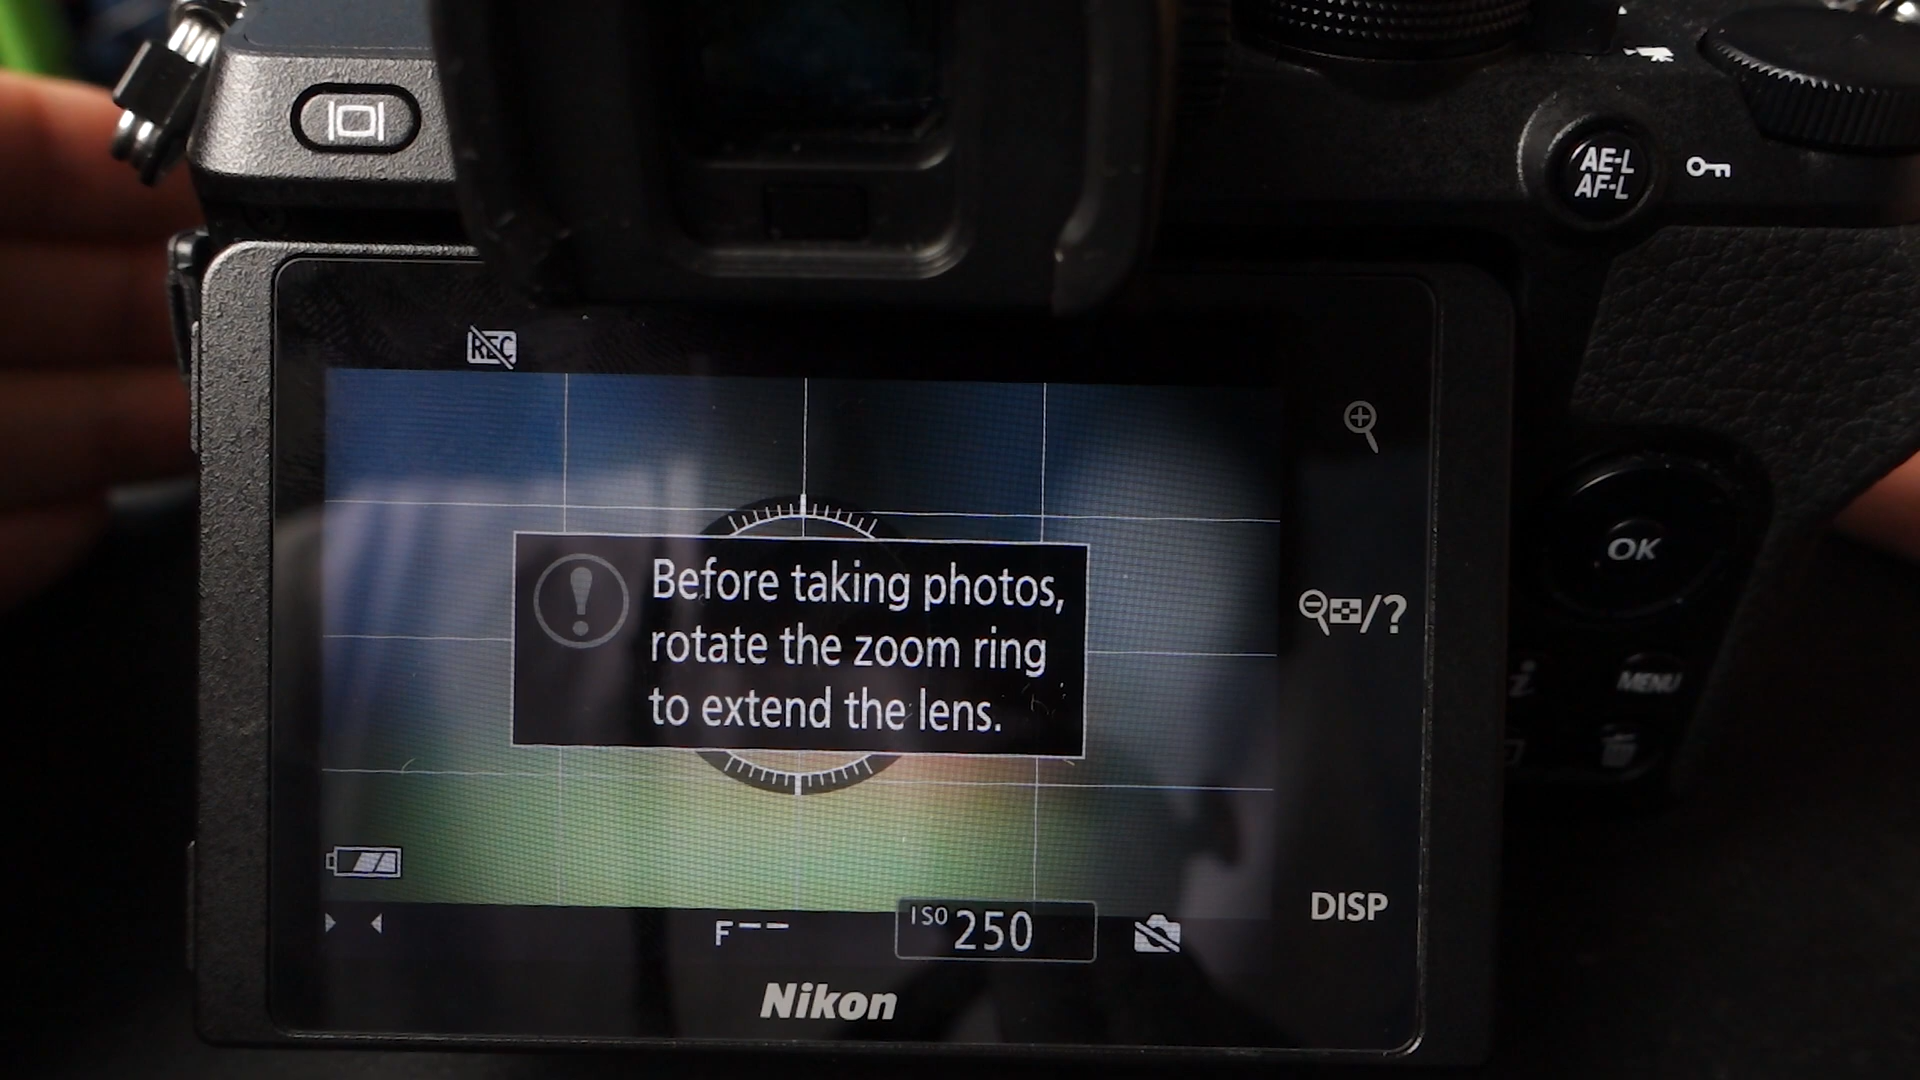 AE-L
AF-L
REC
Before taking photos,
rotate the zoom ring
to extend the lens.
OK
/?
i
MENU
DISP
F--
ISO 250
Nikon